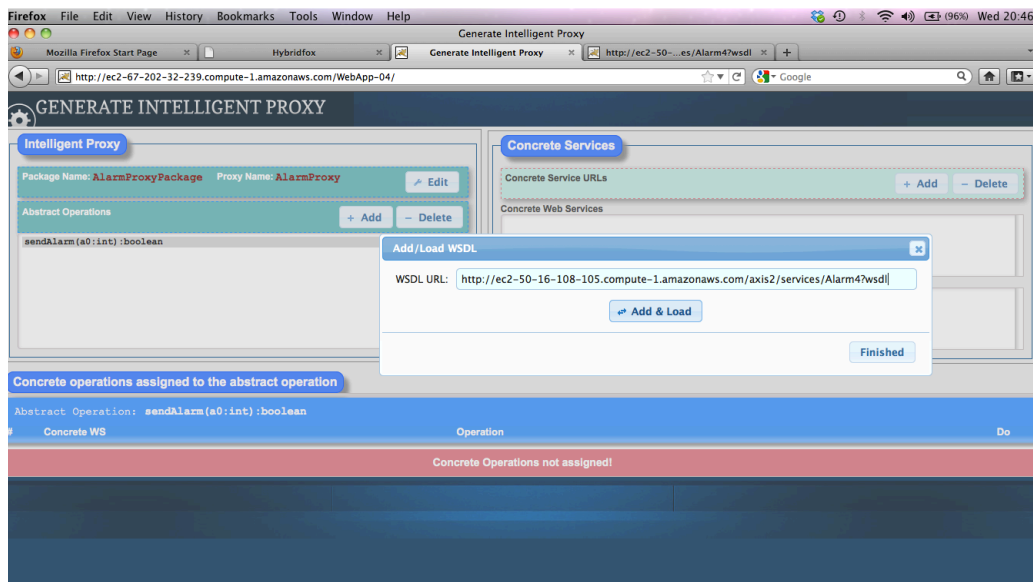 Firefox File Edit View History Bookmarks Tools Window Help (96%) Wed 20:46
Generate Intelligent Proxy
Mozilla Firefox Start Page Hybridfox Generate Intelligent Proxy http://ec2-50-...es/Alarm4?wsdl
http://ec2-67-202-32-239.compute-1.amazonaws.com/WebApp-04/ Google
GENERATE INTELLIGENT PROXY
Intelligent Proxy
Package Name: AlarmProxyPackage Proxy Name: AlarmProxy Edit
Abstract Operations + Add − Delete
sendAlarm(a0:int):boolean
Concrete Services
Concrete Service URLs + Add − Delete
Concrete Web Services
Add/Load WSDL
WSDL URL: http://ec2-50-16-108-105.compute-1.amazonaws.com/axis2/services/Alarm4?wsdl
Add & Load
Finished
Concrete operations assigned to the abstract operation
Abstract Operation: sendAlarm(a0:int):boolean
# Concrete WS Operation Do
Concrete Operations not assigned!